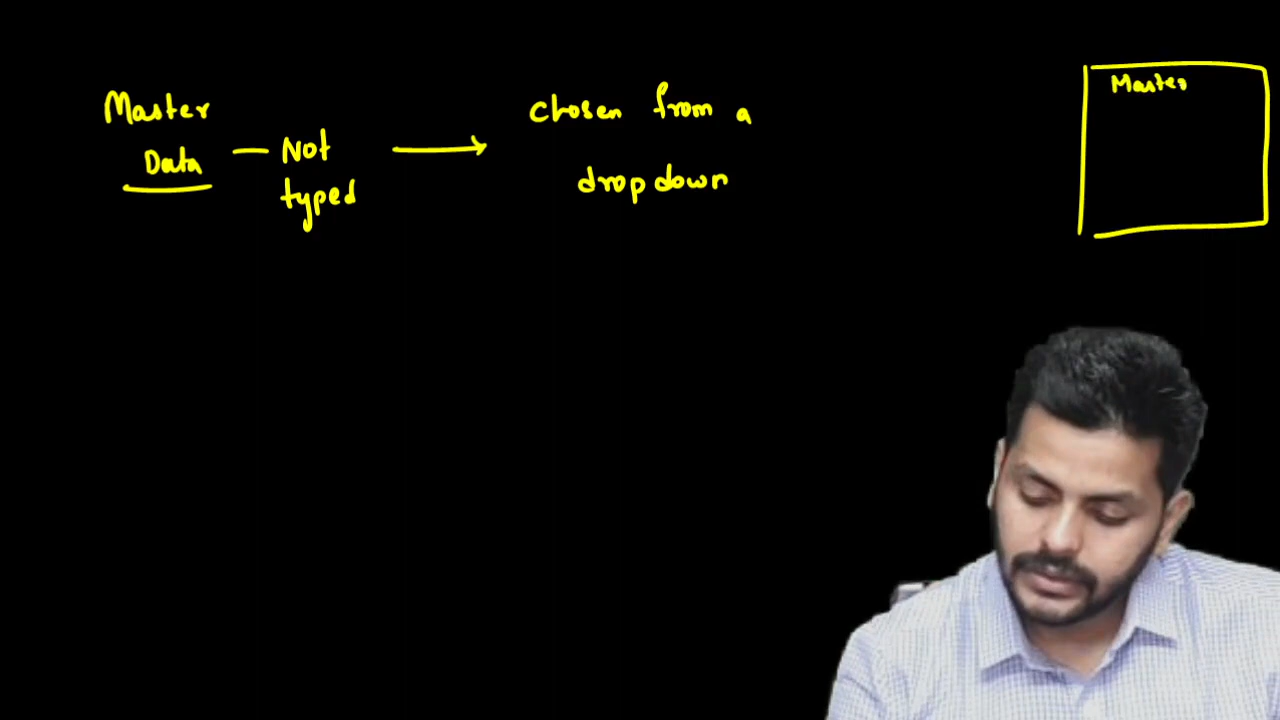 Master
Data — Not
typed
→ Chosen from a
dropdown
Master